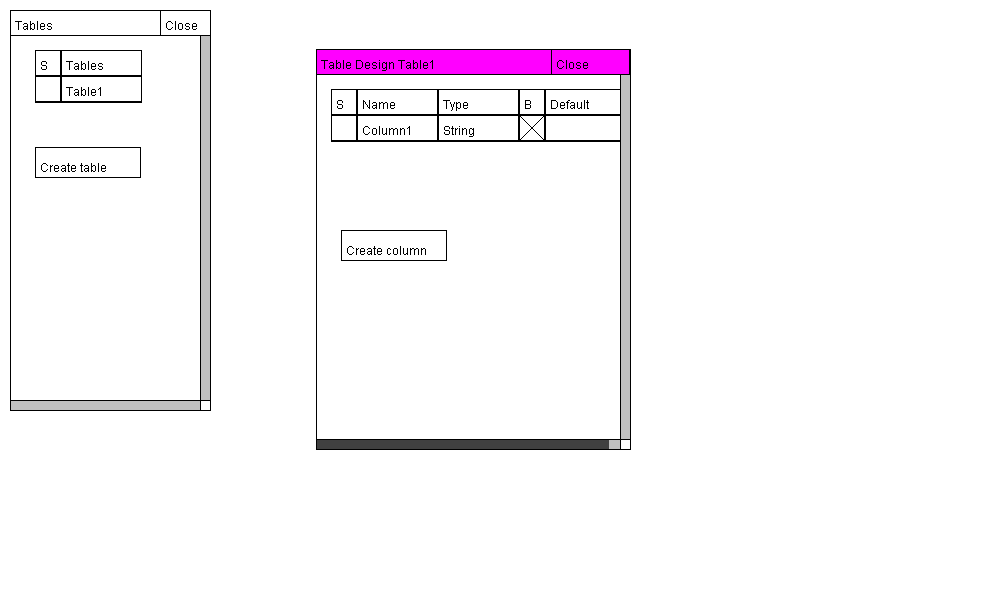 Tables Close
S Tables
Table1
Create table
Table Design Table1 Close
S Name Type B Default
Column1 String
Create column